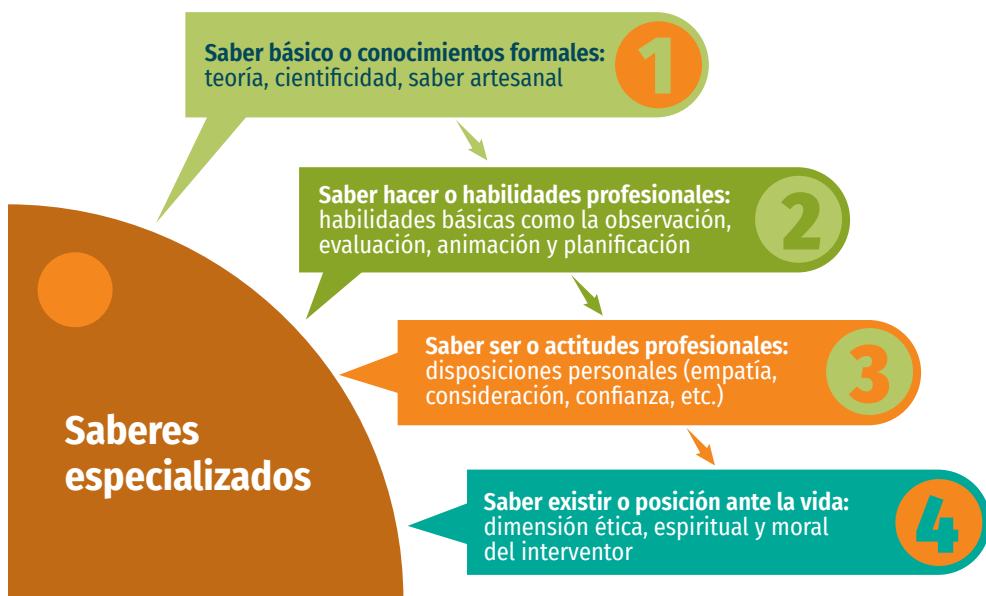 Saber básico o conocimientos formales:
teoría, cientificidad, saber artesanal
1
Saber hacer o habilidades profesionales:
habilidades básicas como la observación,
evaluación, animación y planificación
2
Saber ser o actitudes profesionales:
disposiciones personales (empatía,
consideración, confianza, etc.)
3
Saberes
especializados
Saber existir o posición ante la vida:
dimensión ética, espiritual y moral
del interventor
4